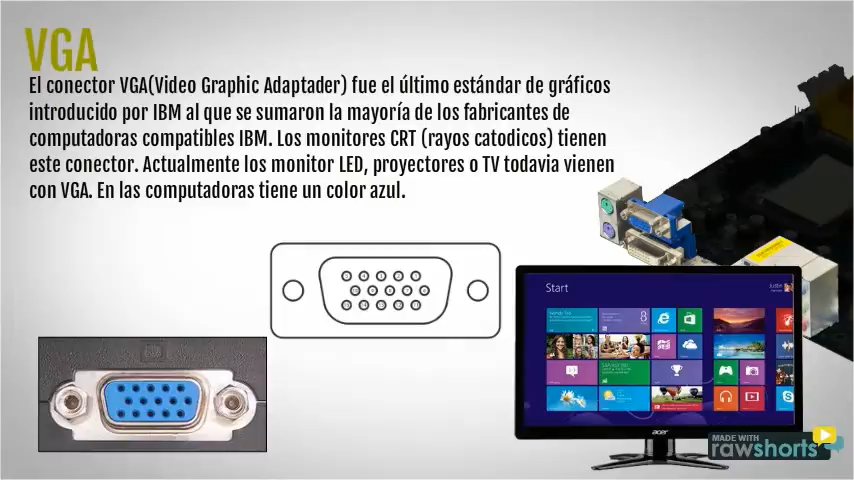 VGA
El conector VGA(Video Graphic Adaptader) fue el último estándar de gráficos
introducido por IBM al que se sumaron la mayoría de los fabricantes de
computadoras compatibles IBM. Los monitores CRT (rayos catodicos) tienen
este conector. Actualmente los monitor LED, proyectores o TV todavia vienen
con VGA. En las computadoras tiene un color azul.
Start
Justin
8
acer
MADE WITH
rawshorts